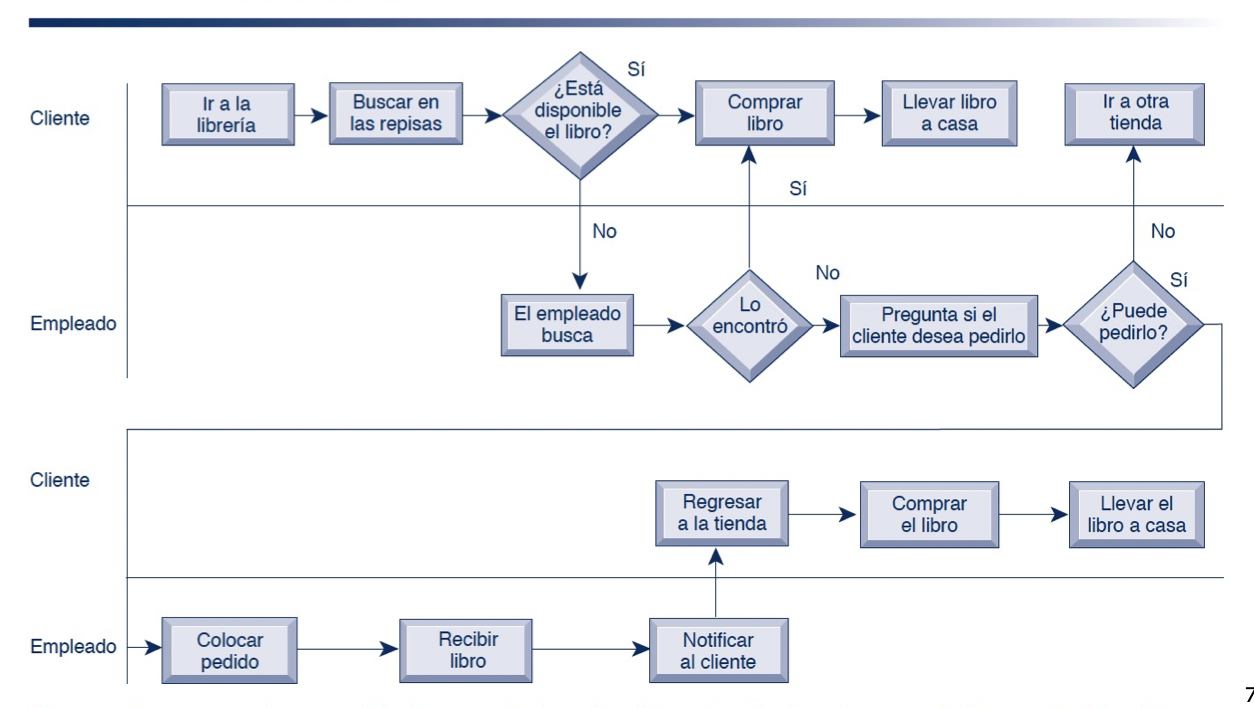 Sí
Cliente
Ir a la
librería
Buscar en
las repisas
¿Está
disponible
el libro?
Comprar
libro
Llevar libro
a casa
Ir a otra
tienda
Sí
No
No
No
Sí
Empleado
El empleado
busca
Lo
encontró
Pregunta si el
cliente desea pedirlo
¿Puede
pedirlo?
Cliente
Regresar
a la tienda
Comprar
el libro
Llevar el
libro a casa
Empleado
Colocar
pedido
Recibir
libro
Notificar
al cliente
7